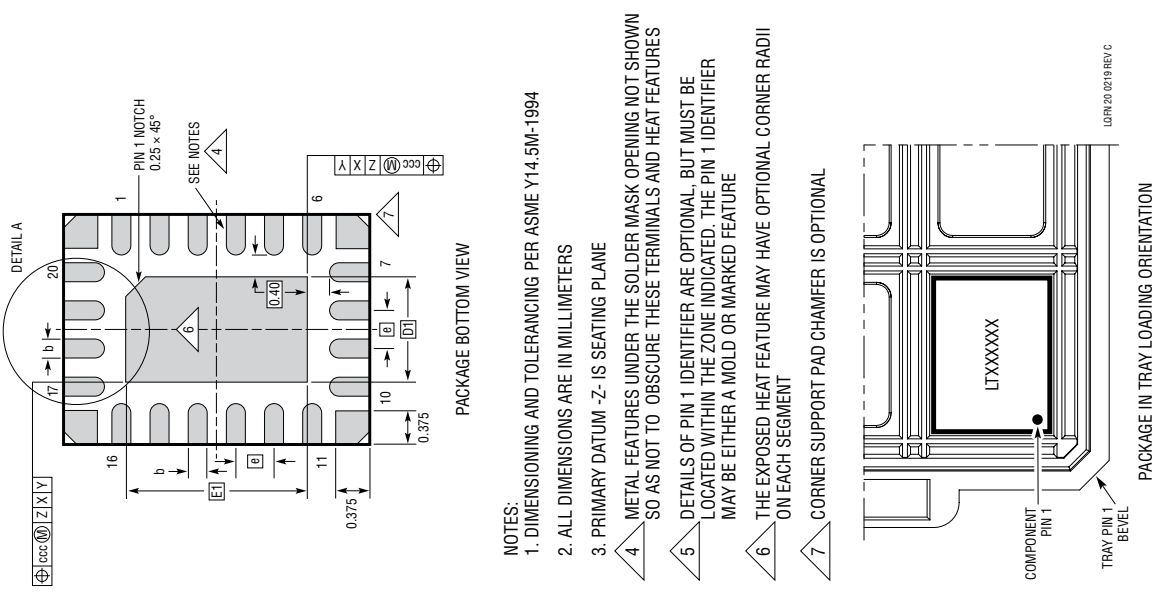 DETAIL A
⌖ ccc Ⓜ Z X Y
PIN 1 NOTCH
0.25 × 45°
SEE NOTES
4
b
17
20
16
1
6
b
e
E1
0.40
11
6
0.375
10
7
e
D1
0.375
7
⌖ ccc Ⓜ Z X Y
PACKAGE BOTTOM VIEW
NOTES:
1. DIMENSIONING AND TOLERANCING PER ASME Y14.5M-1994
2. ALL DIMENSIONS ARE IN MILLIMETERS
3. PRIMARY DATUM -Z- IS SEATING PLANE
4 METAL FEATURES UNDER THE SOLDER MASK OPENING NOT SHOWN
SO AS NOT TO OBSCURE THESE TERMINALS AND HEAT FEATURES
5 DETAILS OF PIN 1 IDENTIFIER ARE OPTIONAL, BUT MUST BE
LOCATED WITHIN THE ZONE INDICATED. THE PIN 1 IDENTIFIER
MAY BE EITHER A MOLD OR MARKED FEATURE
6 THE EXPOSED HEAT FEATURE MAY HAVE OPTIONAL CORNER RADII
ON EACH SEGMENT
7 CORNER SUPPORT PAD CHAMFER IS OPTIONAL
COMPONENT
PIN 1
LTXXXXXX
TRAY PIN 1
BEVEL
PACKAGE IN TRAY LOADING ORIENTATION
LQFN 20 0219 REV C